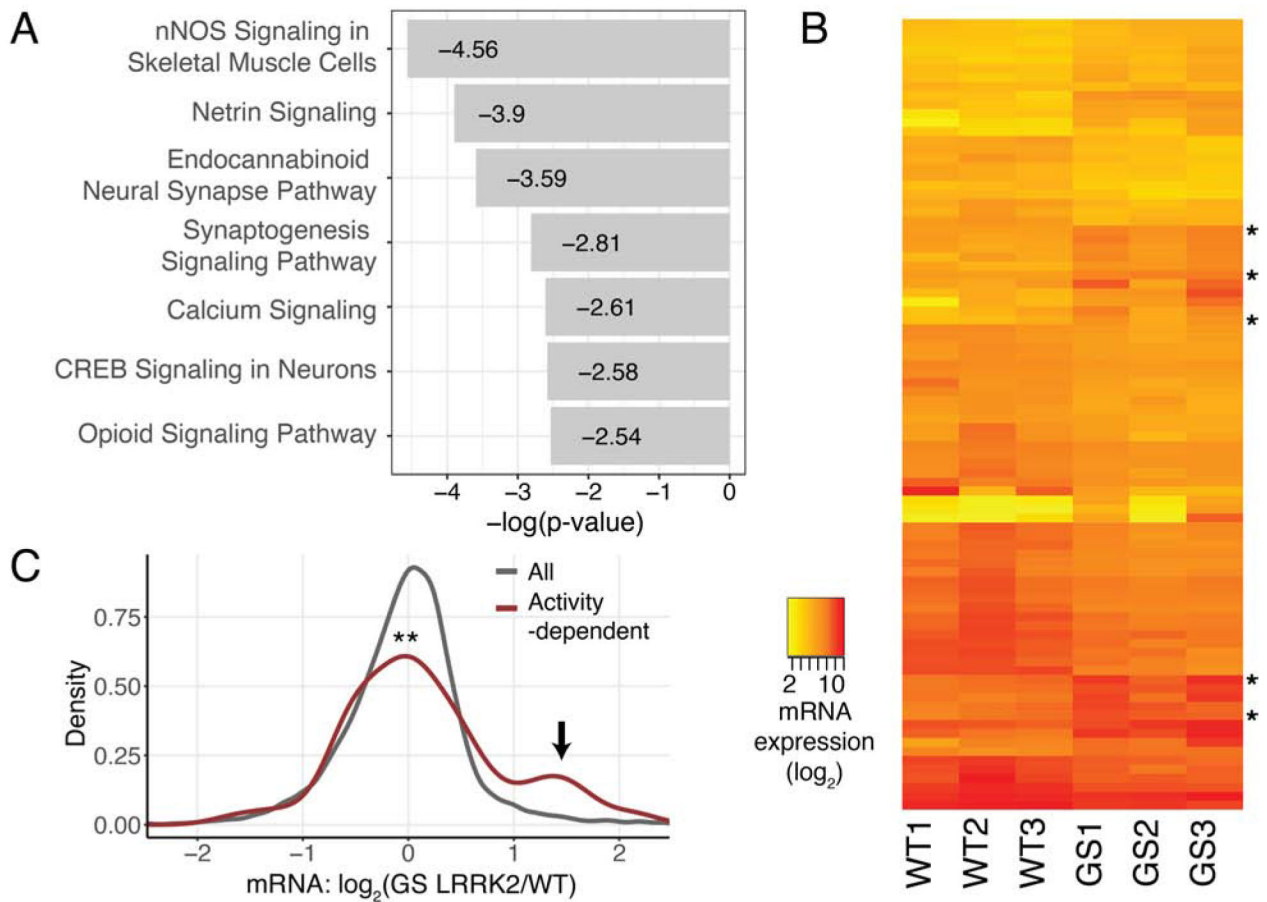 A
nNOS Signaling in
Skeletal Muscle Cells
Netrin Signaling
Endocannabinoid
Neural Synapse Pathway
Synaptogenesis
Signaling Pathway
Calcium Signaling
CREB Signaling in Neurons
Opioid Signaling Pathway
−4.56
−3.9
−3.59
−2.81
−2.61
−2.58
−2.54
−4 −3 −2 −1 0
−log(p-value)
B
*
*
*
*
*
2 10
mRNA
expression
(log2)
WT1 WT2 WT3 GS1 GS2 GS3
C
All
Activity
-dependent
**
Density
0.75
0.50
0.25
0.00
−2 −1 0 1 2
mRNA: log2(GS LRRK2/WT)